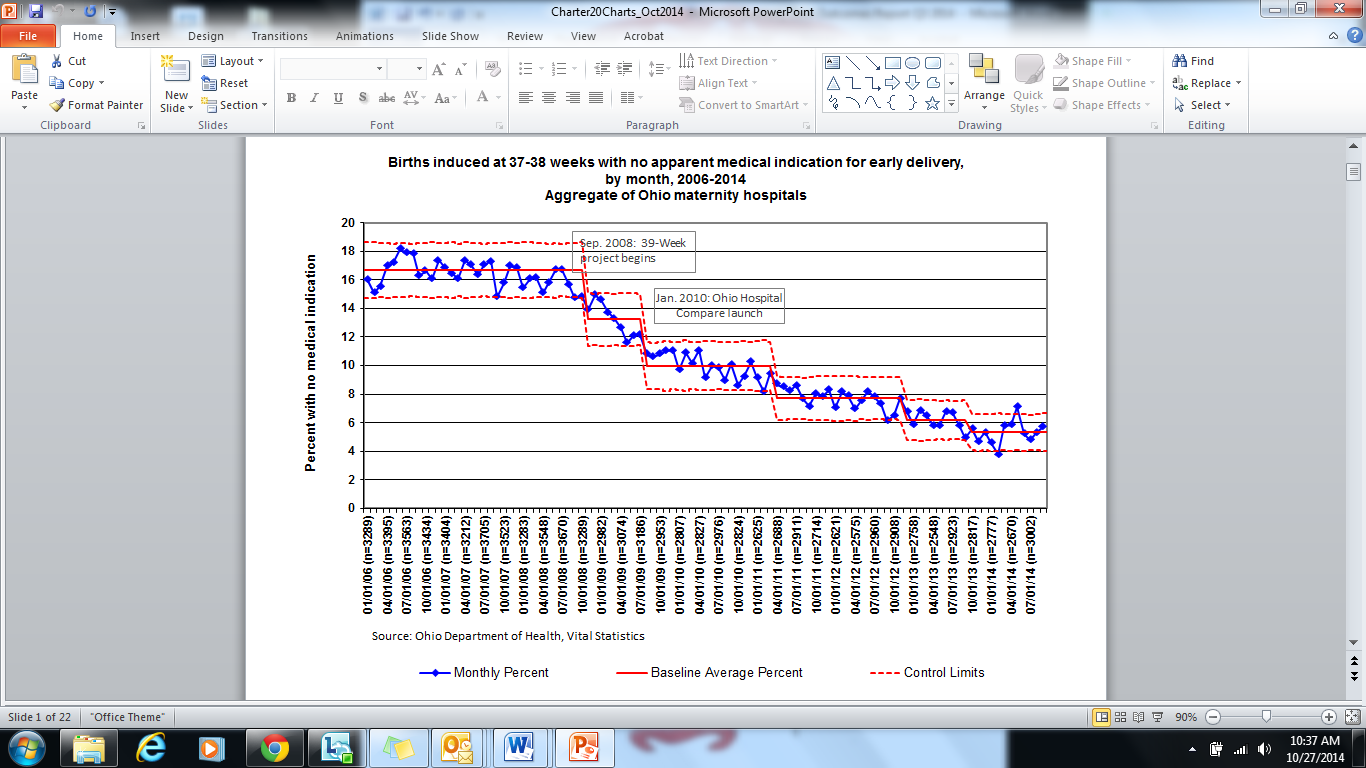 Charter20Charts_Oct2014 - Microsoft PowerPoint
File Home Insert Design Transitions Animations Slide Show Review View Acrobat
Paste
Cut
Copy
Format Painter
Clipboard
New
Slide
Layout
Reset
Section
Slides
B I U S abc AV Aa A
Font
Text Direction
Align Text
Convert to SmartArt
Paragraph
Arrange
Quick
Styles
Shape Fill
Shape Outline
Shape Effects
Drawing
Find
Replace
Select
Editing
Births induced at 37-38 weeks with no apparent medical indication for early delivery,
by month, 2006-2014
Aggregate of Ohio maternity hospitals
Percent with no medical indication
20
18
16
14
12
10
8
6
4
2
0
Sep. 2008: 39-Week
project begins
Jan. 2010: Ohio Hospital
Compare launch
01/01/06 (n=3289)
04/01/06 (n=3395)
07/01/06 (n=3563)
10/01/06 (n=3434)
01/01/07 (n=3404)
04/01/07 (n=4212)
07/01/07 (n=3705)
10/01/07 (n=3523)
01/01/08 (n=3283)
04/01/08 (n=3548)
07/01/08 (n=3670)
10/01/08 (n=3289)
01/01/09 (n=2982)
04/01/09 (n=3074)
07/01/09 (n=3186)
10/01/09 (n=2953)
01/01/10 (n=2807)
04/01/10 (n=2827)
07/01/10 (n=2976)
10/01/10 (n=2824)
01/01/11 (n=2625)
04/01/11 (n=2688)
07/01/11 (n=2911)
10/01/11 (n=2714)
01/01/12 (n=2621)
04/01/12 (n=2575)
07/01/12 (n=2960)
10/01/12 (n=2908)
01/01/13 (n=2758)
04/01/13 (n=2548)
07/01/13 (n=2923)
10/01/13 (n=2817)
01/01/14 (n=2777)
04/01/14 (n=2670)
07/01/14 (n=3002)
Source: Ohio Department of Health, Vital Statistics
Monthly Percent Baseline Average Percent Control Limits
Slide 1 of 22 "Office Theme" 90%
10:37 AM
10/27/2014